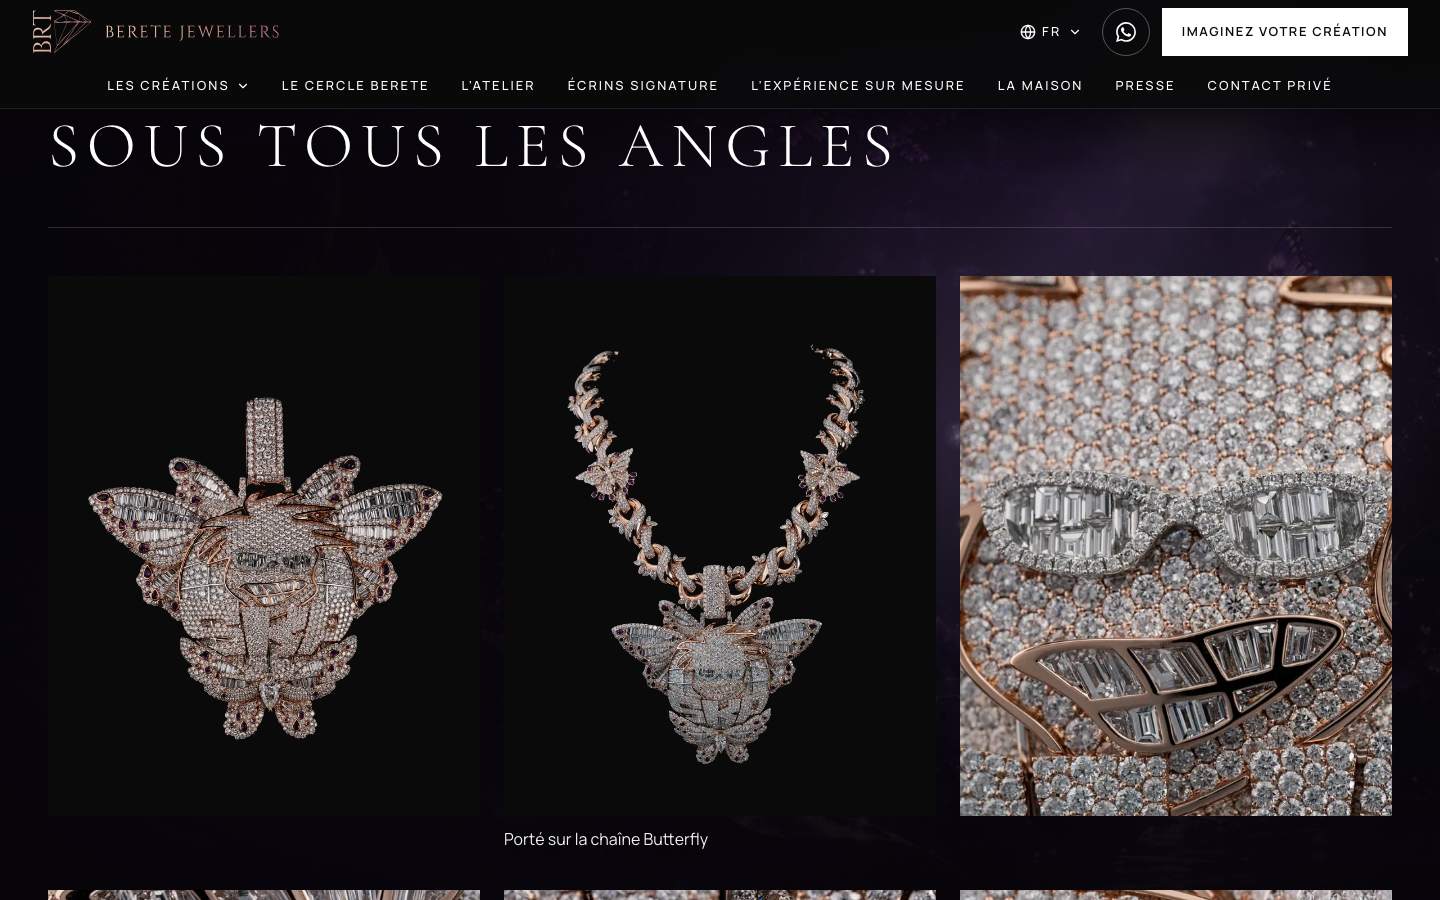 BRT
BERETE JEWELLERS
FR
IMAGINEZ VOTRE CRÉATION
LES CRÉATIONS
LE CERCLE BERETE
L'ATELIER
ÉCRINS SIGNATURE
L'EXPÉRIENCE SUR MESURE
LA MAISON
PRESSE
CONTACT PRIVÉ
SOUS TOUS LES ANGLES
Porté sur la chaîne Butterfly